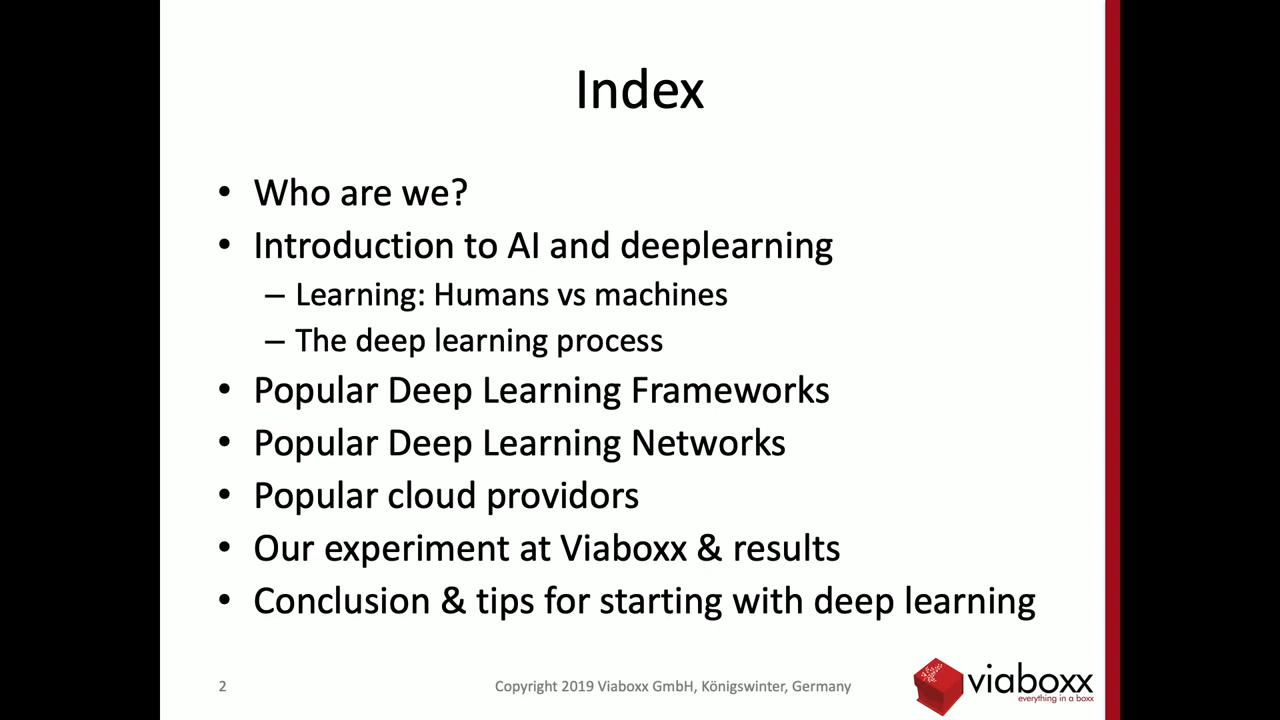 Index
• Who are we?
• Introduction to AI and deeplearning
– Learning: Humans vs machines
– The deep learning process
• Popular Deep Learning Frameworks
• Popular Deep Learning Networks
• Popular cloud providors
• Our experiment at Viaboxx & results
• Conclusion & tips for starting with deep learning
2
Copyright 2019 Viaboxx GmbH, Königswinter, Germany
viaboxx
everything in a boxx